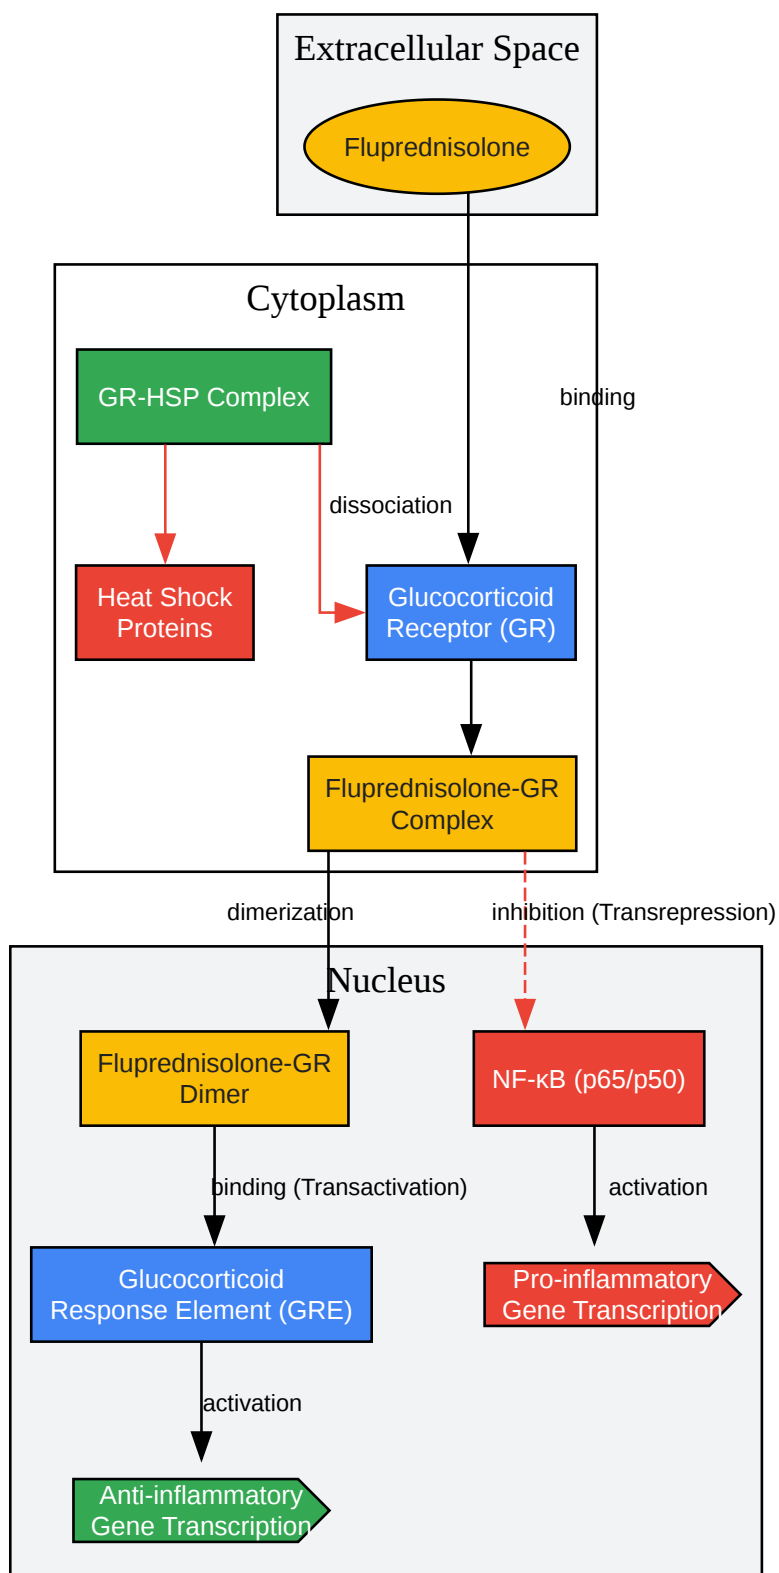 Extracellular Space
Fluprednisolone
Cytoplasm
GR-HSP Complex
binding
dissociation
Heat Shock
Proteins
Glucocorticoid
Receptor (GR)
Fluprednisolone-GR
Complex
dimerization
inhibition (Transrepression)
Nucleus
Fluprednisolone-GR
Dimer
NF-κB (p65/p50)
binding (Transactivation)
activation
Glucocorticoid
Response Element (GRE)
Pro-inflammatory
Gene Transcription
activation
Anti-inflammatory
Gene Transcription